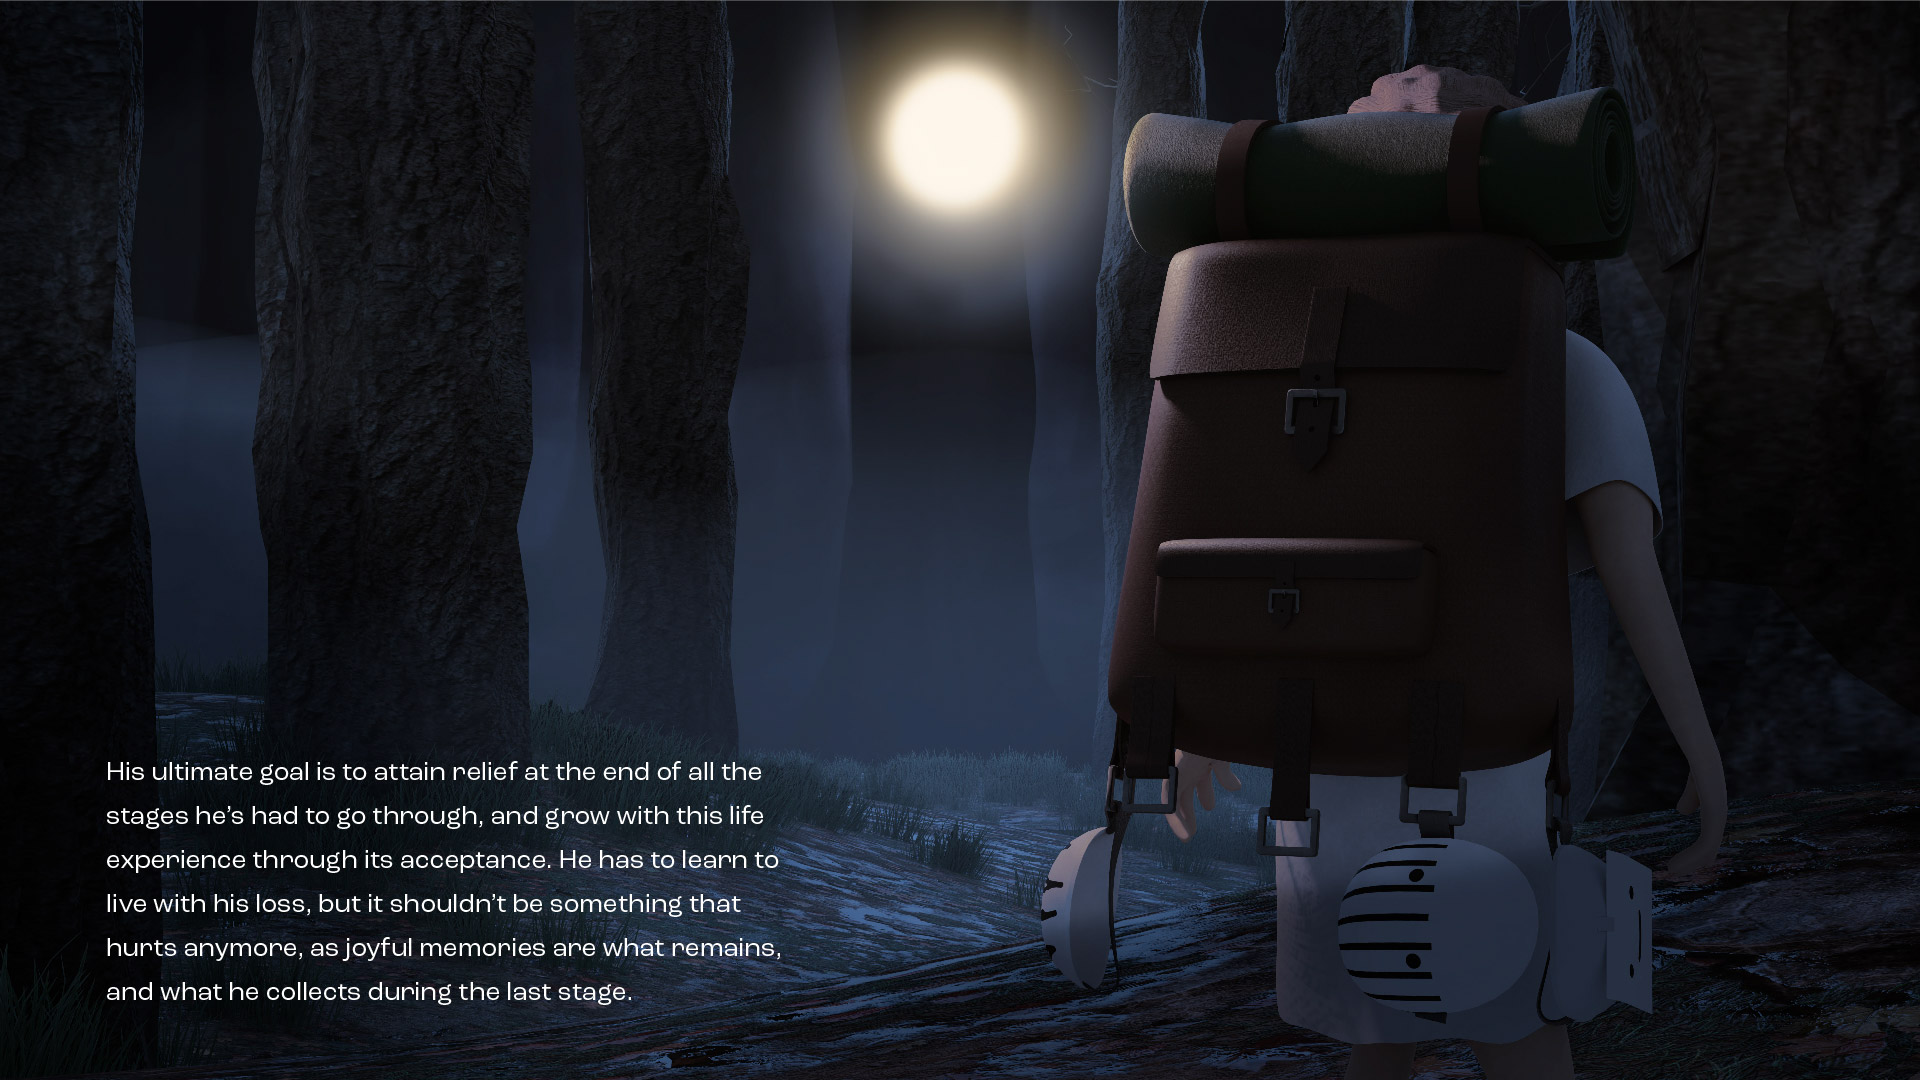 His ultimate goal is to attain relief at the end of all the
stages he’s had to go through, and grow with this life
experience through its acceptance. He has to learn to
live with his loss, but it shouldn’t be something that
hurts anymore, as joyful memories are what remains,
and what he collects during the last stage.